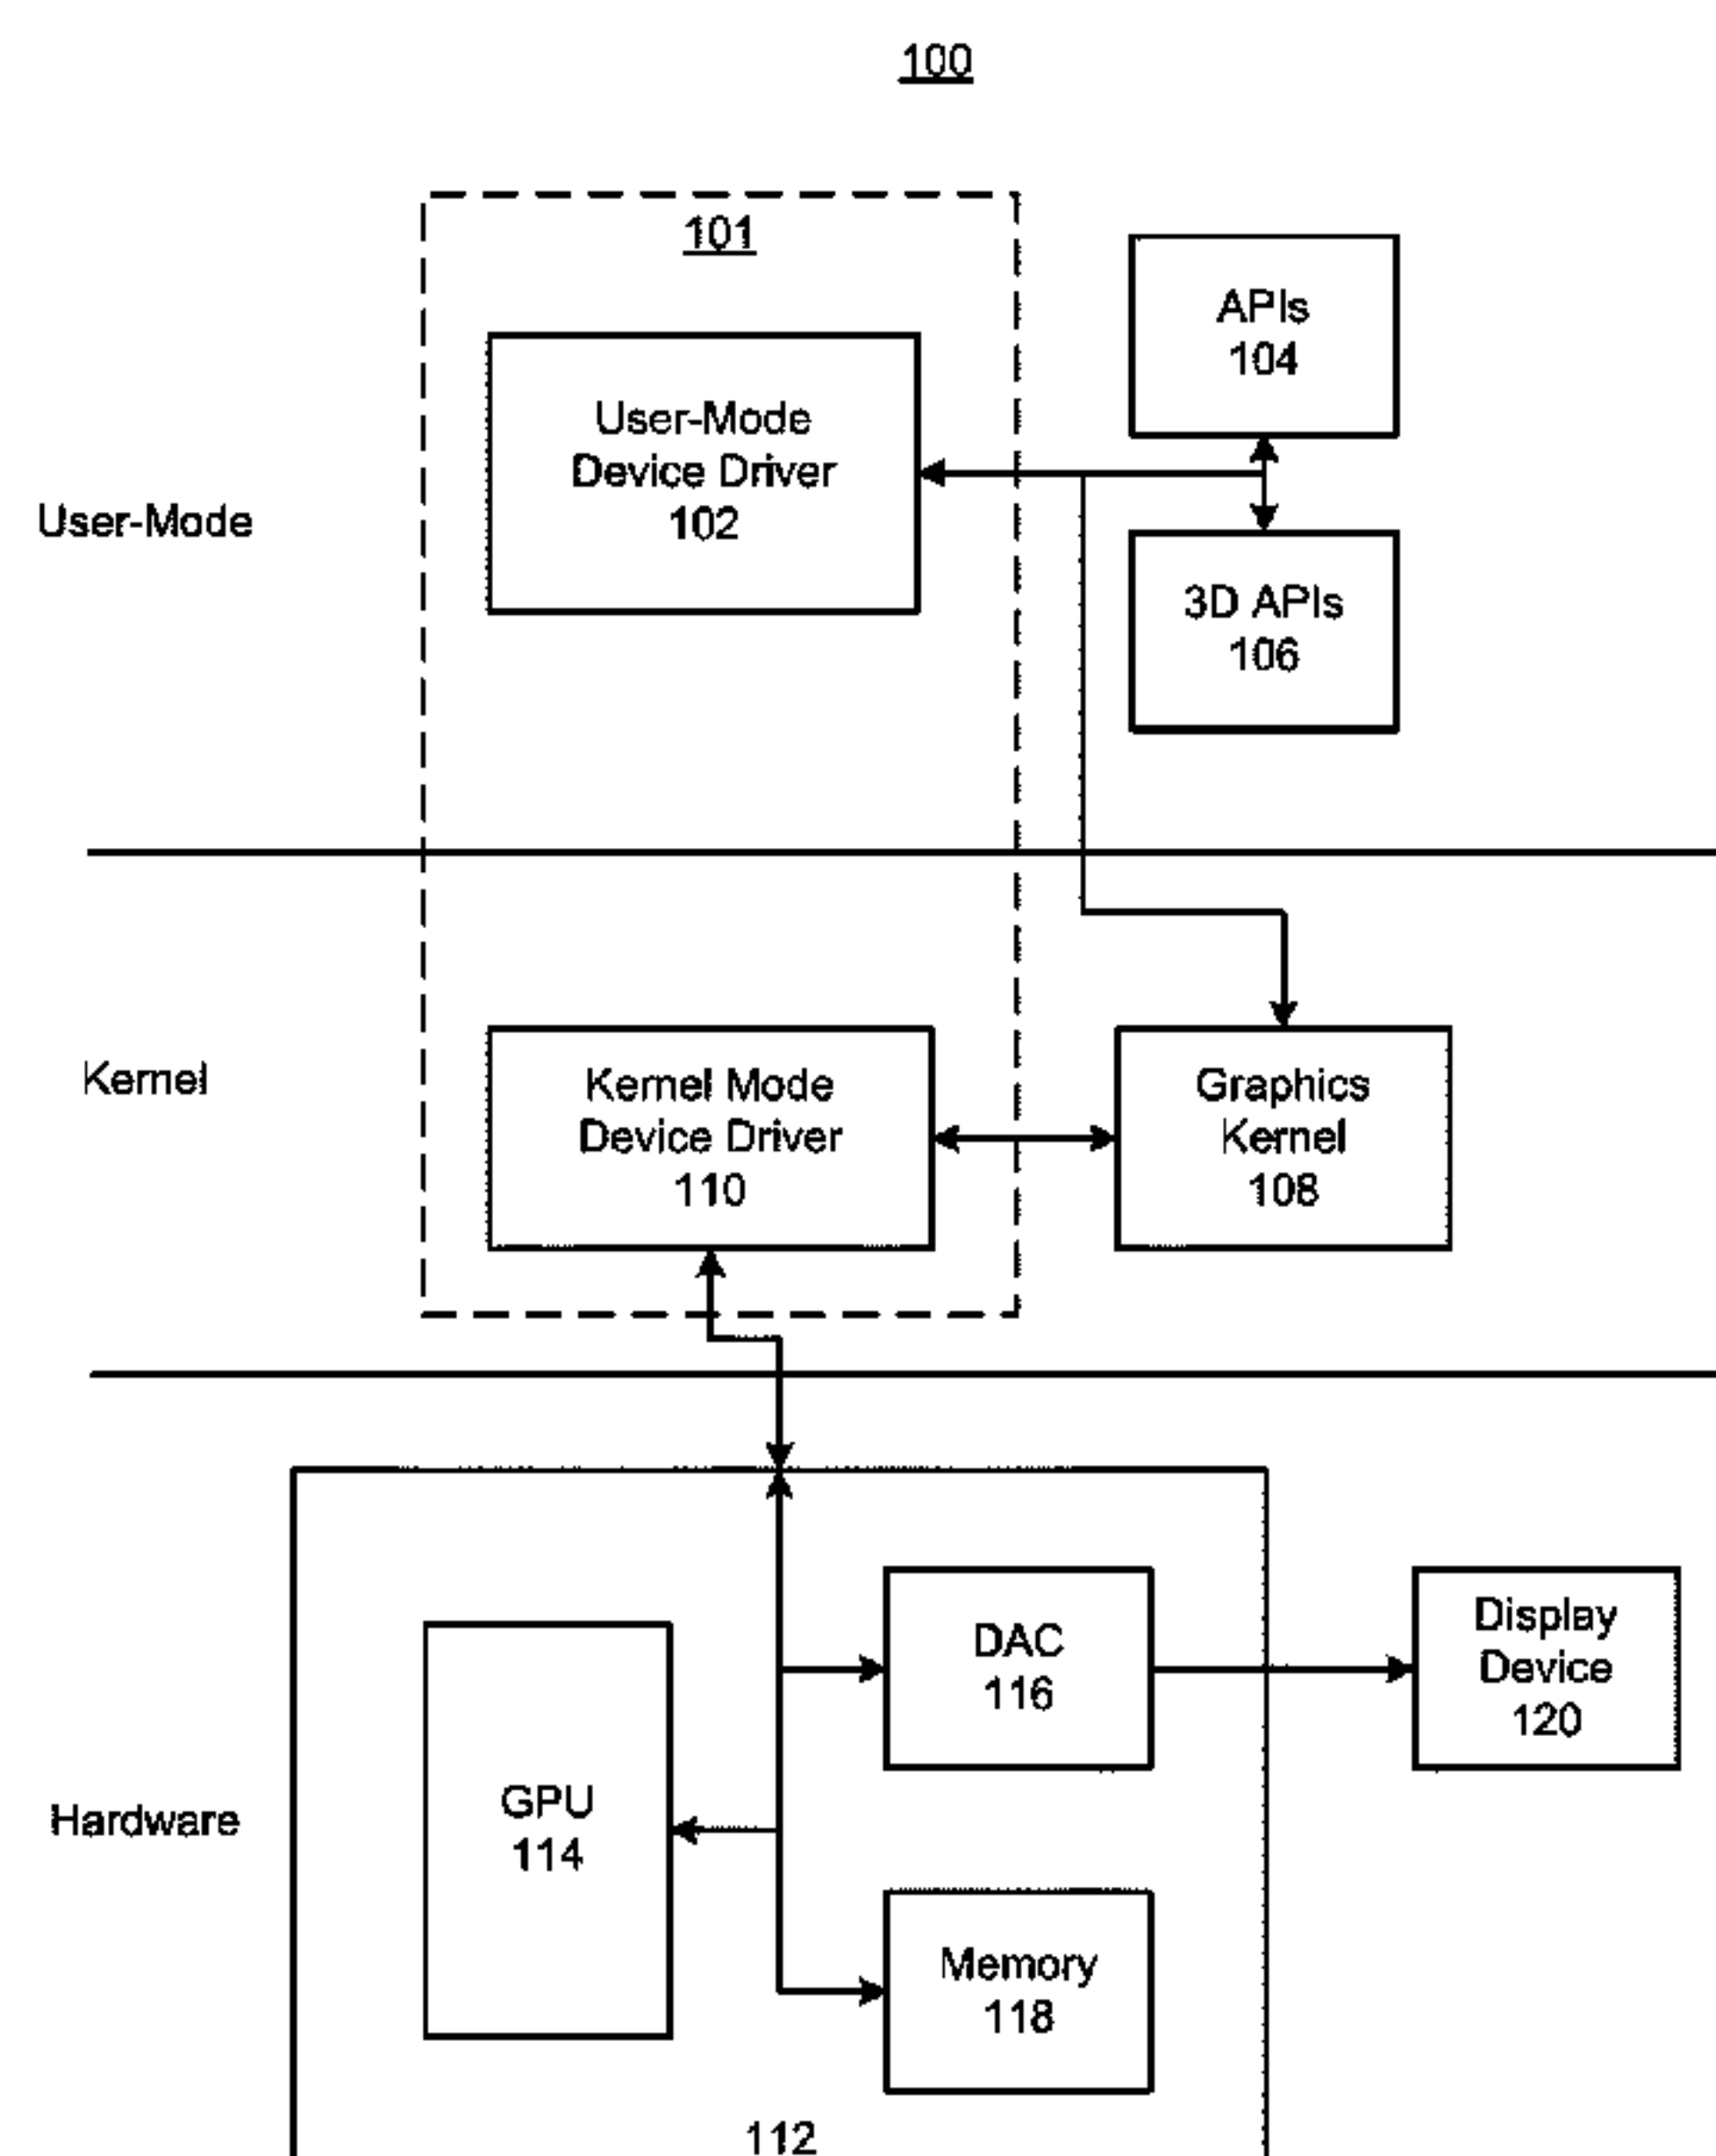 100
101
APIs
104
User-Mode
Device Driver
102
User-Mode
3D APIs
106
Kernel
Kernel Mode
Device Driver
110
Graphics
Kernel
108
Hardware
DAC
116
Display
Device
120
GPU
114
Memory
118
112